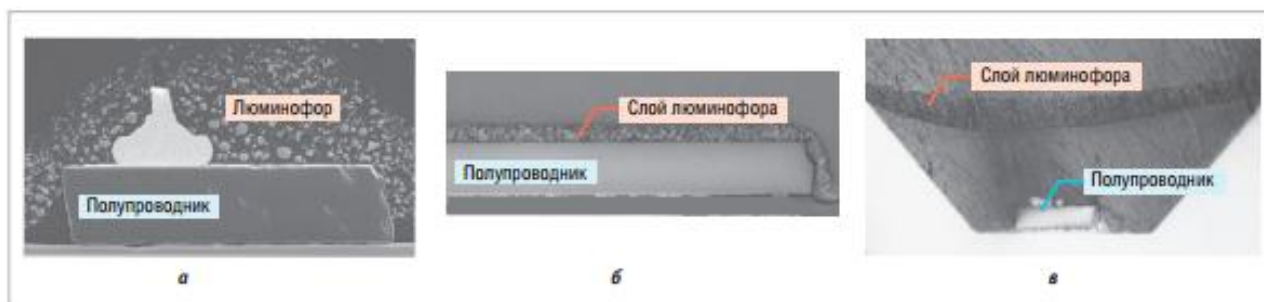 Люминофор
Полупроводник
а
Слой люминофора
Полупроводник
б
Слой люминофора
Полупроводник
в